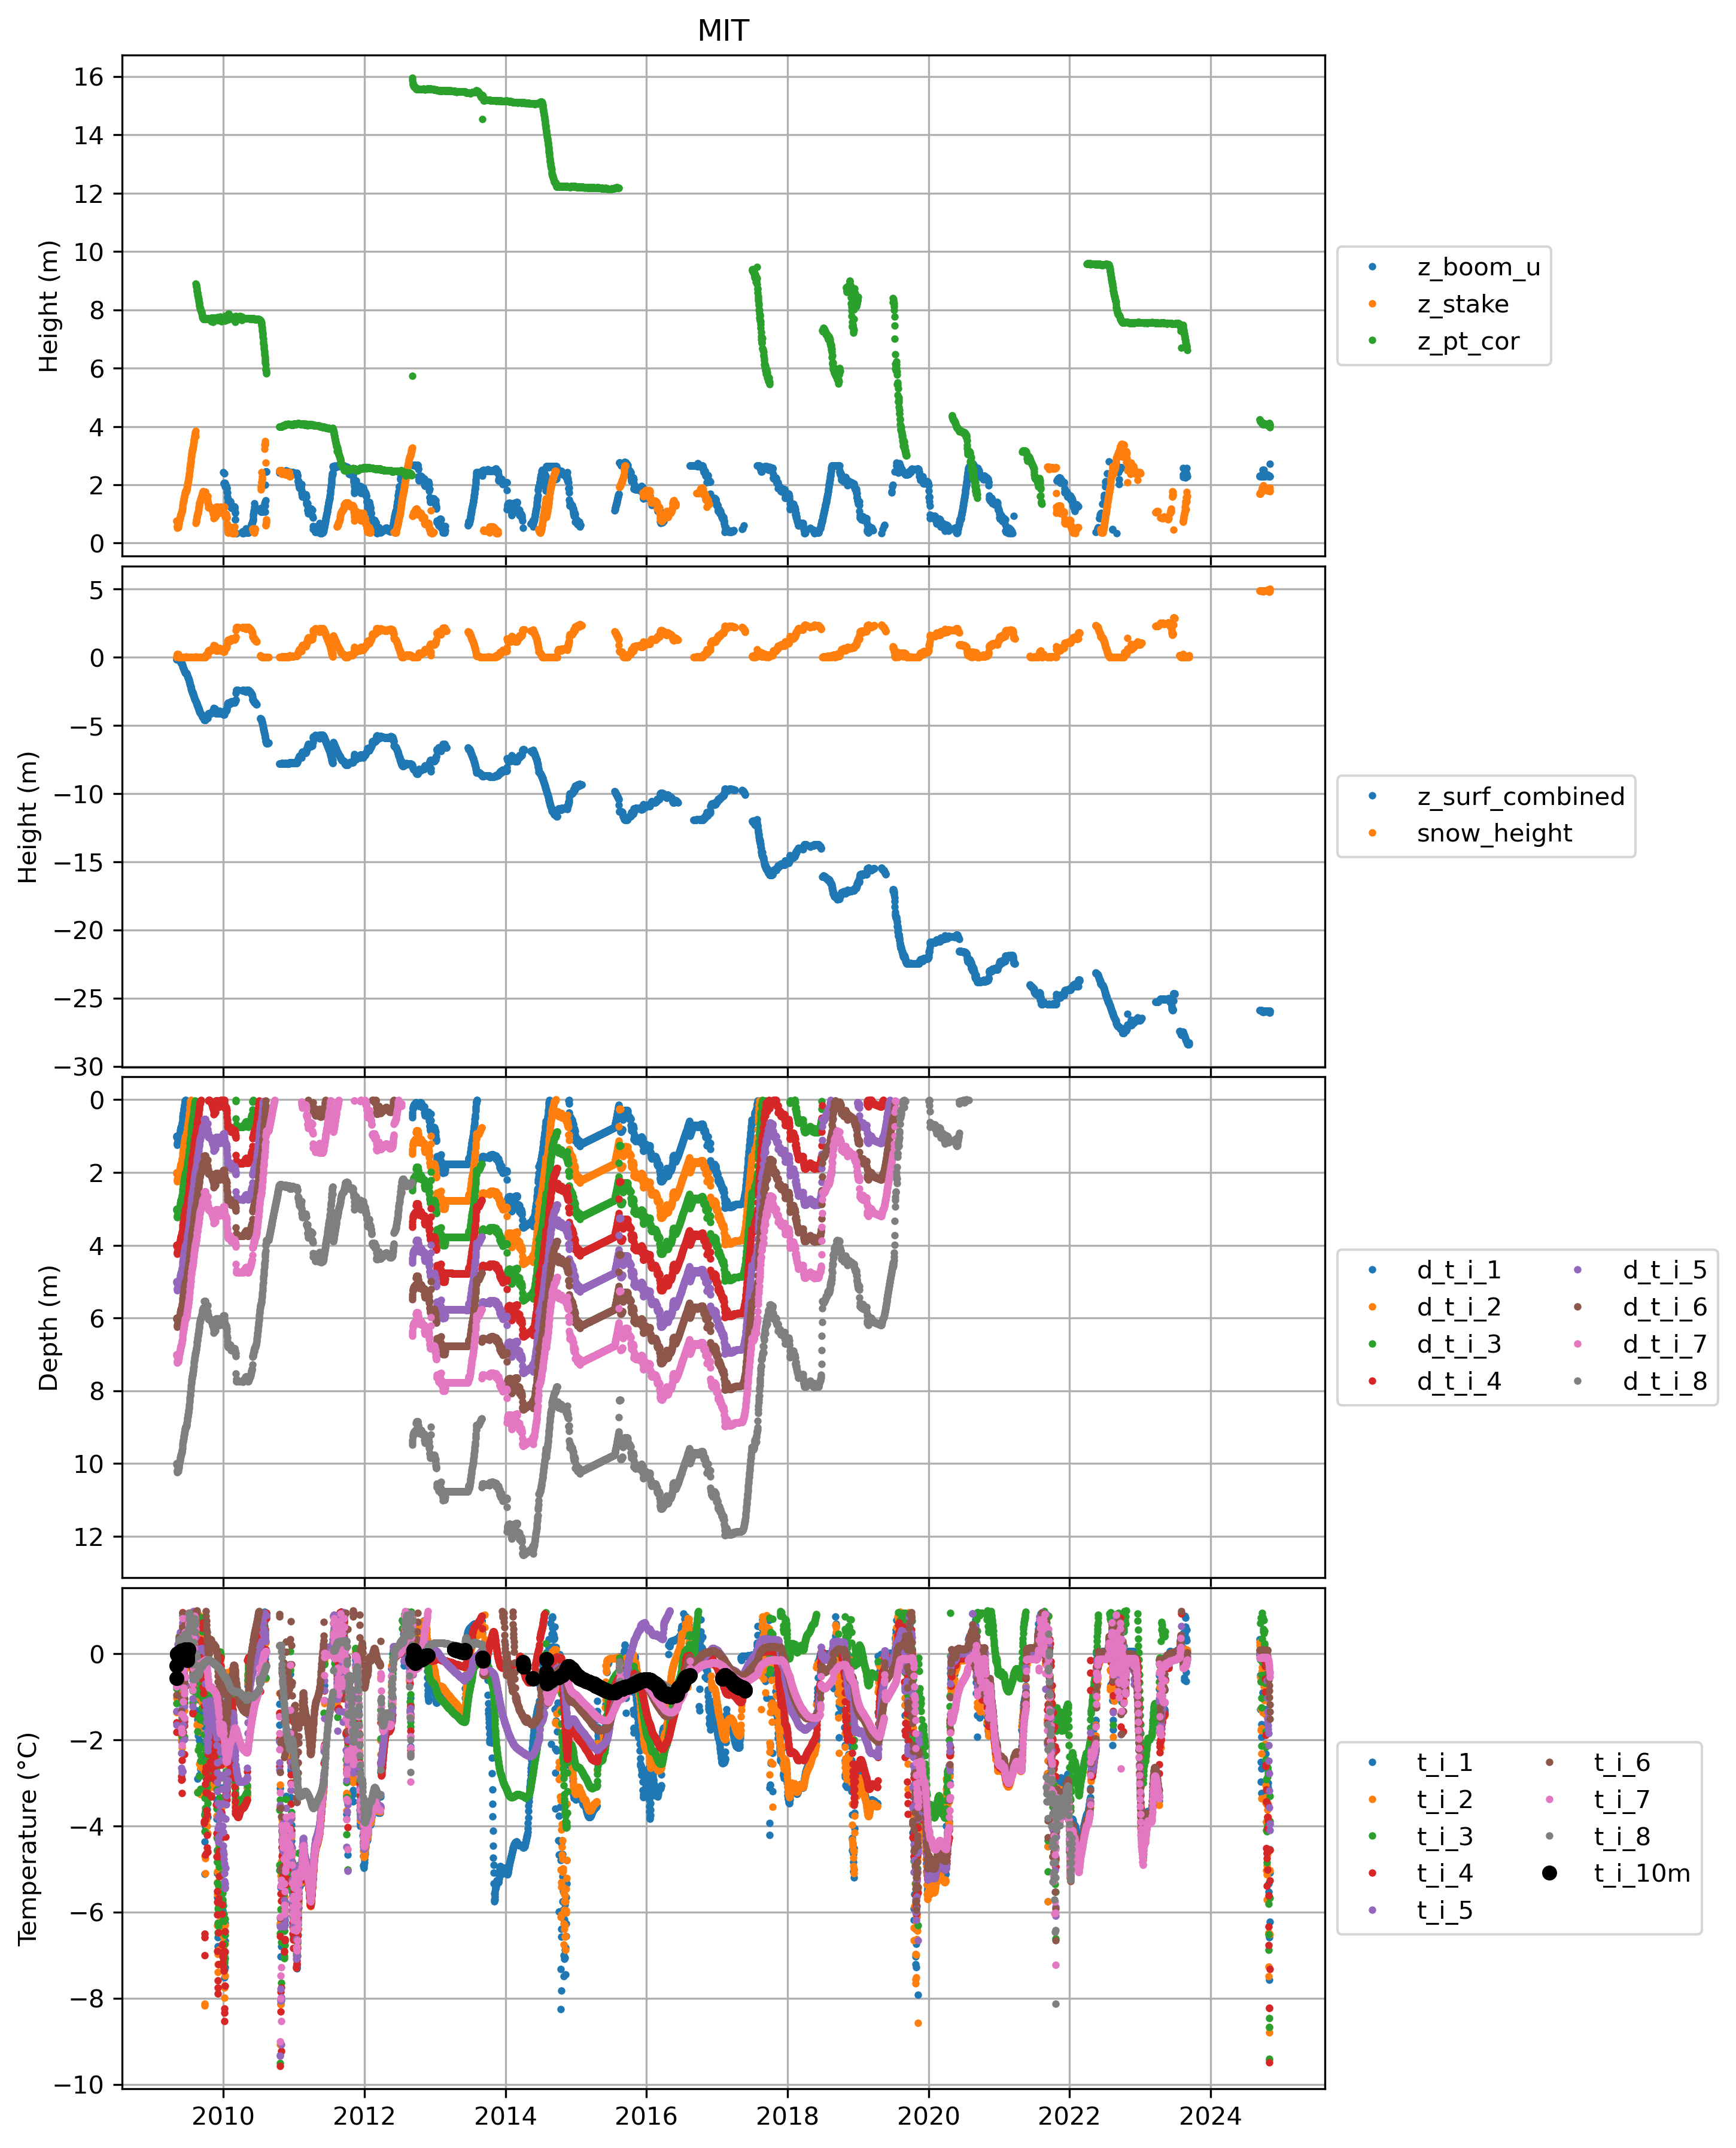 MIT
16
14
12
10
8
6
4
2
0
Height (m)
z_boom_u
z_stake
z_pt_cor
5
0
−5
−10
−15
−20
−25
−30
Height (m)
z_surf_combined
snow_height
0
2
4
6
8
10
12
Depth (m)
d_t_i_1
d_t_i_2
d_t_i_3
d_t_i_4
d_t_i_5
d_t_i_6
d_t_i_7
d_t_i_8
0
−2
−4
−6
−8
−10
Temperature (°C)
t_i_1
t_i_2
t_i_3
t_i_4
t_i_5
t_i_6
t_i_7
t_i_8
t_i_10m
2010 2012 2014 2016 2018 2020 2022 2024